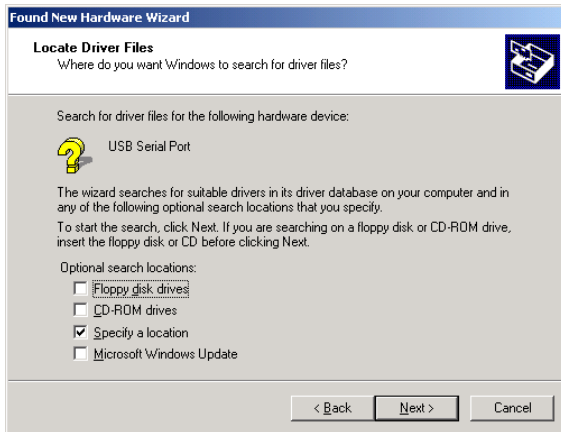 Found New Hardware Wizard
Locate Driver Files
Where do you want Windows to search for driver files?
Search for driver files for the following hardware device:
USB Serial Port
The wizard searches for suitable drivers in its driver database on your computer and in
any of the following optional search locations that you specify.
To start the search, click Next. If you are searching on a floppy disk or CD-ROM drive,
insert the floppy disk or CD before clicking Next.
Optional search locations:
Floppy disk drives
CD-ROM drives
Specify a location
Microsoft Windows Update
< Back
Next >
Cancel